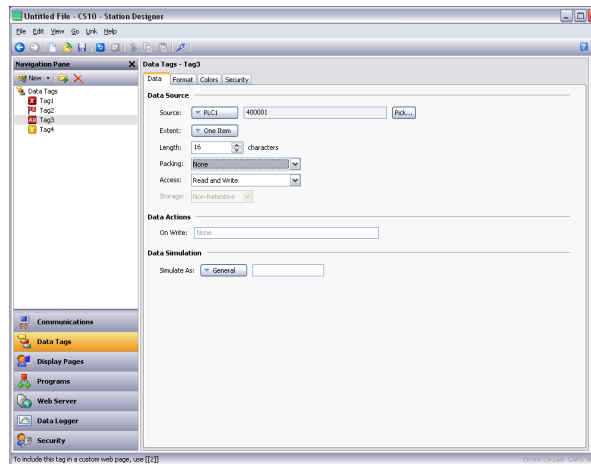 Untitled File - CS10 - Station Designer
File Edit View Go Link Help
Navigation Pane X
New
Data Tags
Tag1
Tag2
AB Tag3
Tag4
Communications
Data Tags
Display Pages
Programs
Web Server
Data Logger
Security
Data Tags - Tag3
Data Format Colors Security
Data Source
Source: PLC1 400001 Pick...
Extent: One Item
Length: 16 characters
Packing: None
Access: Read and Write
Storage: Non-Retentive
Data Actions
On Write: None
Data Simulation
Simulate As: General
To include this tag in a custom web page, use [[2]]
Errors Circular CAPS